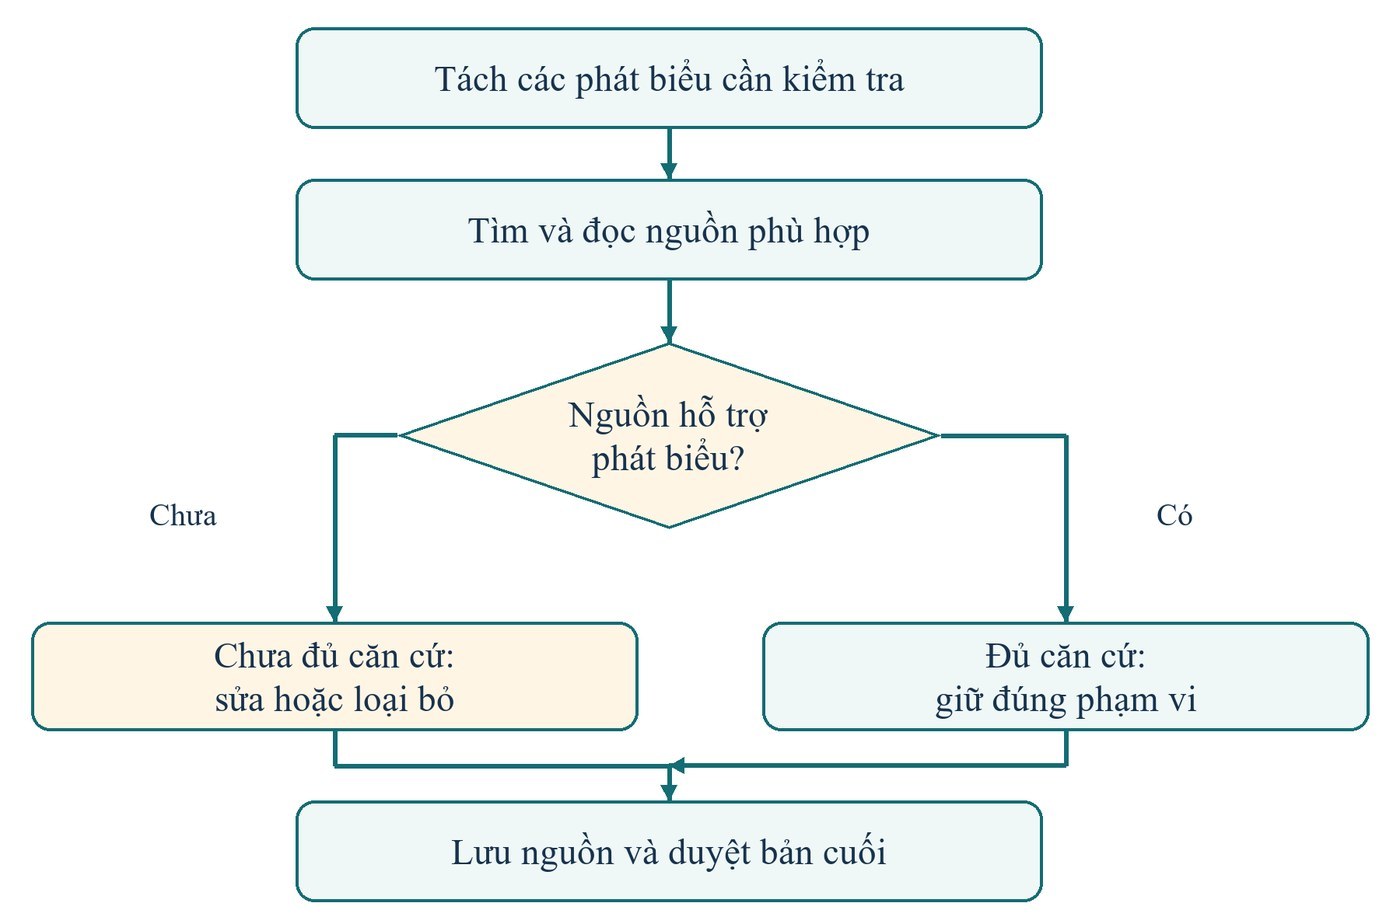 Tách các phát biểu cần kiểm tra
Tìm và đọc nguồn phù hợp
Nguồn hỗ trợ
phát biểu?
Chưa
Có
Chưa đủ căn cứ:
sửa hoặc loại bỏ
Đủ căn cứ:
giữ đúng phạm vi
Lưu nguồn và duyệt bản cuối